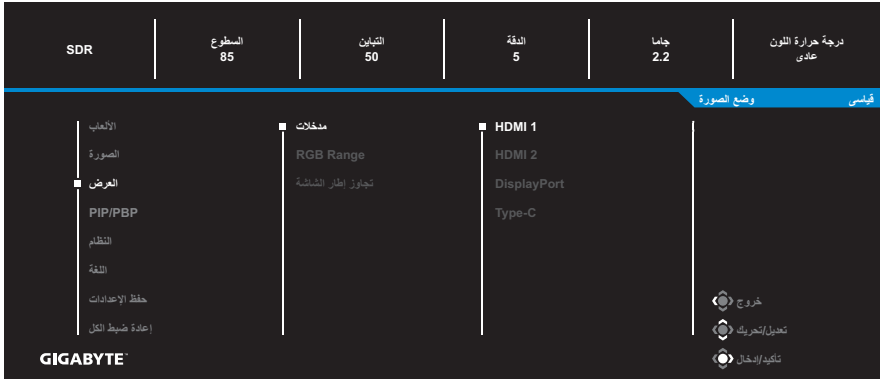 SDR
السطوع
85
التباين
50
الدقة
5
جاما
2.2
درجة حرارة اللون
عادى
وضع الصورة
قياسى
الألعاب
الصورة
العرض
PIP/PBP
النظام
اللغة
حفظ الإعدادات
إعادة ضبط الكل
مدخلات
RGB Range
تجاوز إطار الشاشة
HDMI 1
HDMI 2
DisplayPort
Type-C
خروج
تعديل/تحريك
تأكيد/إدخال
GIGABYTE